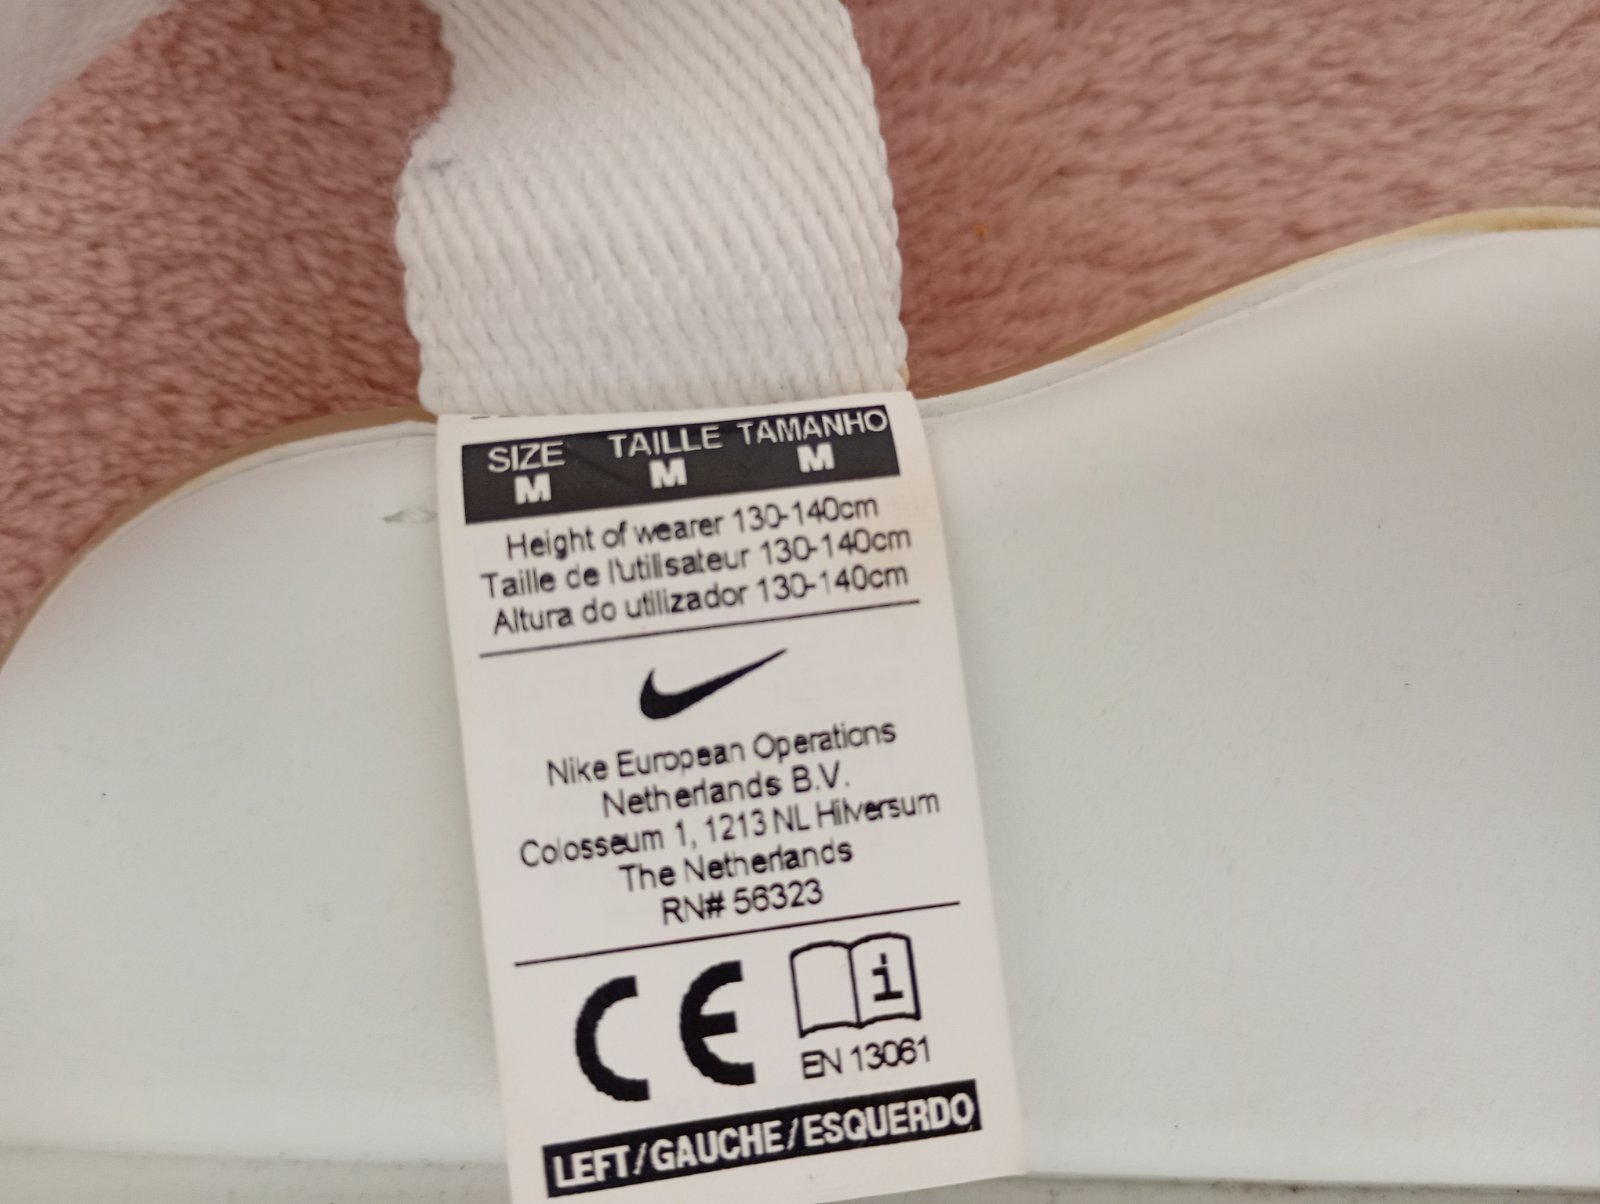 SIZE TAILLE TAMANHO
M M M
Height of wearer 130-140cm
Taille de l'utilisateur 130-140cm
Altura do utilizador 130-140cm
Nike European Operations
Netherlands B.V.
Colosseum 1, 1213 NL Hilversum
The Netherlands
RN# 56323
CE i
EN 13061
LEFT/GAUCHE/ESQUERDO